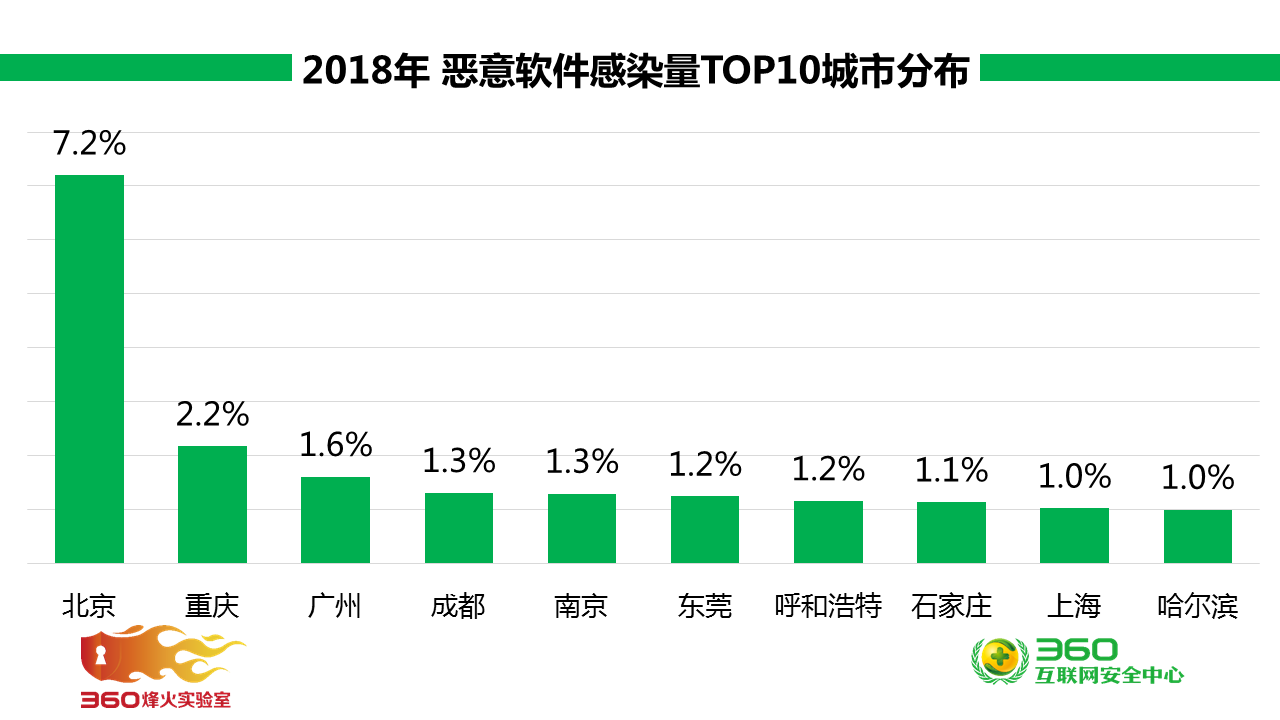 2018年 恶意软件感染量TOP10城市分布
7.2%
2.2%
1.6%
1.3%
1.3%
1.2%
1.2%
1.1%
1.0%
1.0%
北京
重庆
广州
成都
南京
东莞
呼和浩特
石家庄
上海
哈尔滨
360烽火实验室
360
互联网安全中心